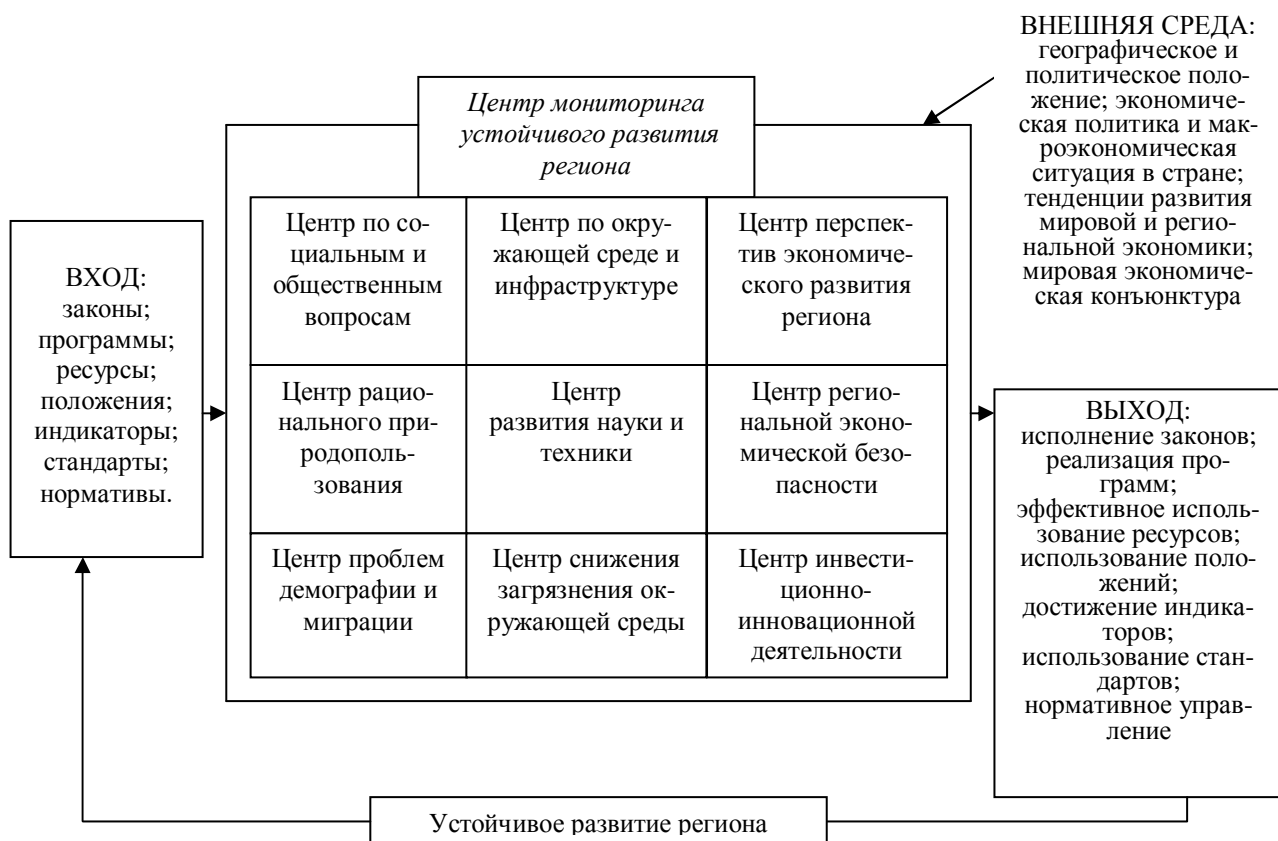 ВНЕШНЯЯ СРЕДА:
географическое и
политическое поло-
жение; экономиче-
ская политика и мак-
роэкономическая
ситуация в стране;
тенденции развития
мировой и регио-
нальной экономики;
мировая экономиче-
ская конъюнктура
Центр мониторинга
устойчивого развития
региона
ВХОД:
законы;
программы;
ресурсы;
положения;
индикаторы;
стандарты;
нормативы.
Центр по со-
циальным и
общественным
вопросам
Центр по окру-
жающей среде и
инфраструктуре
Центр перспек-
тив экономиче-
ского развития
региона
Центр рацио-
нального при-
родополь-
зования
Центр
развития науки и
техники
Центр регио-
нальной эконо-
мической безо-
пасности
Центр проблем
демографии и
миграции
Центр снижения
загрязнения ок-
ружающей среды
Центр инвести-
ционно-
инновационной
деятельности
ВЫХОД:
исполнение законов;
реализация про-
грамм;
эффективное исполь-
зование ресурсов;
использование поло-
жений;
достижение индика-
торов;
использование стан-
дартов;
нормативное управ-
ление
Устойчивое развитие региона